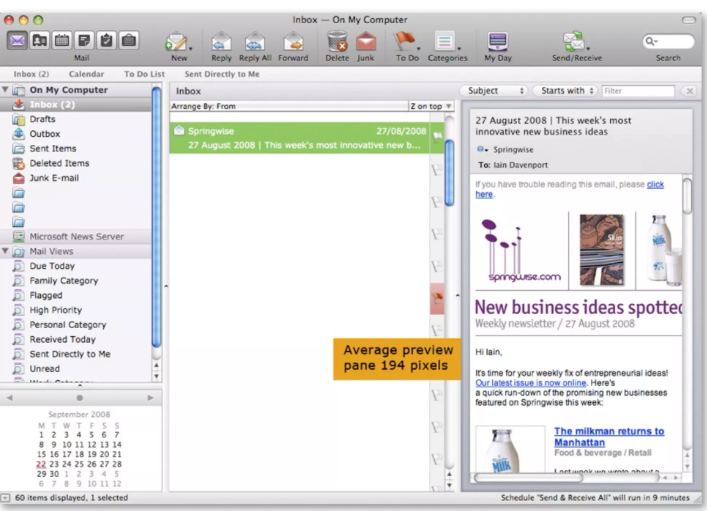 Inbox — On My Computer
Mail
New
Reply
Reply All
Forward
Delete
Junk
To Do
Categories
My Day
Send/Receive
Search
Inbox (2)
Calendar
To Do List
Sent Directly to Me
On My Computer
Inbox (2)
Drafts
Outbox
Sent Items
Deleted Items
Junk E-mail
Microsoft News Server
Mail Views
Due Today
Family Category
Flagged
High Priority
Personal Category
Received Today
Sent Directly to Me
Unread
Work Category
September 2008
M T W T F S S
1 2 3 4 5 6 7
8 9 10 11 12 13 14
15 16 17 18 19 20 21
22 23 24 25 26 27 28
29 30 1 2 3 4 5
6 7 8 9 10 11 12
Inbox
Arrange By: From
Z on top
Springwise
27/08/2008
27 August 2008 | This week's most innovative new b...
Average preview
pane 194 pixels
Subject
Starts with
Filter
27 August 2008 | This week's most
innovative new business ideas
Springwise
To: Iain Davenport
If you have trouble reading this email, please click
here.
springwise.com
Skin
Milk
New business ideas spotted
Weekly newsletter / 27 August 2008
Hi Iain,
It's time for your weekly fix of entrepreneurial ideas!
Our latest issue is now online. Here's
a quick run-down of the promising new businesses
featured on Springwise this week:
Milk
The milkman returns to
Manhattan
Food & beverage / Retail
Last week we wrote about a
60 items displayed, 1 selected
Schedule "Send & Receive All" will run in 9 minutes